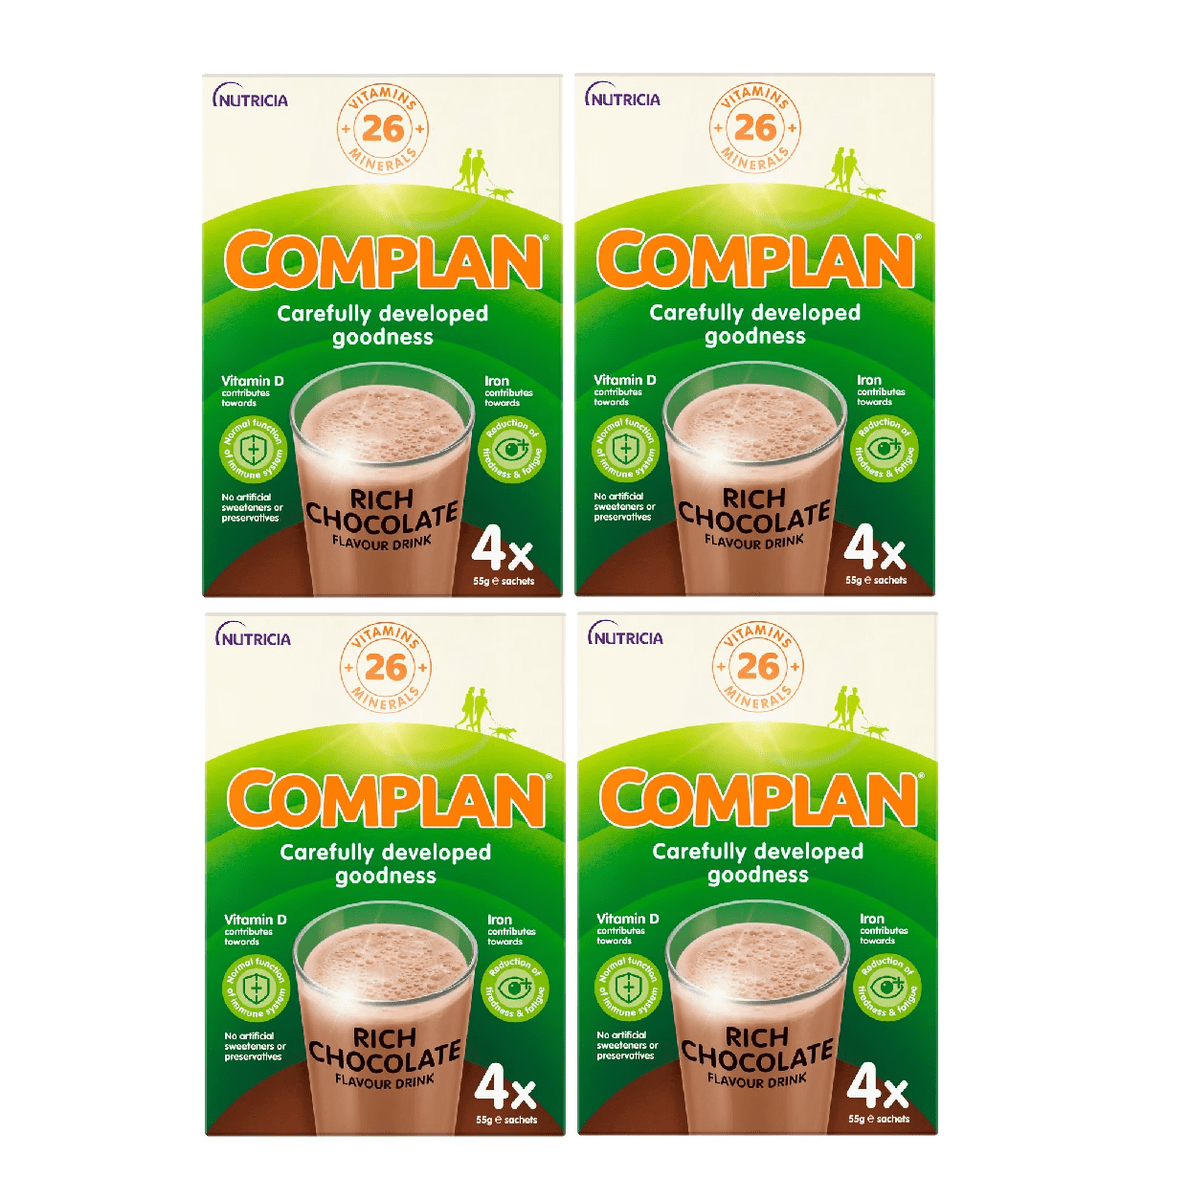 NUTRICIA
VITAMINS
+ 26 +
MINERALS
COMPLAN®
Carefully developed
goodness
Vitamin D
contributes
towards
Normal function
of immune system
No artificial
sweeteners or
preservatives
Iron
contributes
towards
Reduction of
tiredness & fatigue
RICH
CHOCOLATE
FLAVOUR DRINK
4x
55g e sachets
NUTRICIA
VITAMINS
+ 26 +
MINERALS
COMPLAN®
Carefully developed
goodness
Vitamin D
contributes
towards
Normal function
of immune system
No artificial
sweeteners or
preservatives
Iron
contributes
towards
Reduction of
tiredness & fatigue
RICH
CHOCOLATE
FLAVOUR DRINK
4x
55g e sachets
NUTRICIA
VITAMINS
+ 26 +
MINERALS
COMPLAN®
Carefully developed
goodness
Vitamin D
contributes
towards
Normal function
of immune system
No artificial
sweeteners or
preservatives
Iron
contributes
towards
Reduction of
tiredness & fatigue
RICH
CHOCOLATE
FLAVOUR DRINK
4x
55g e sachets
NUTRICIA
VITAMINS
+ 26 +
MINERALS
COMPLAN®
Carefully developed
goodness
Vitamin D
contributes
towards
Normal function
of immune system
No artificial
sweeteners or
preservatives
Iron
contributes
towards
Reduction of
tiredness & fatigue
RICH
CHOCOLATE
FLAVOUR DRINK
4x
55g e sachets